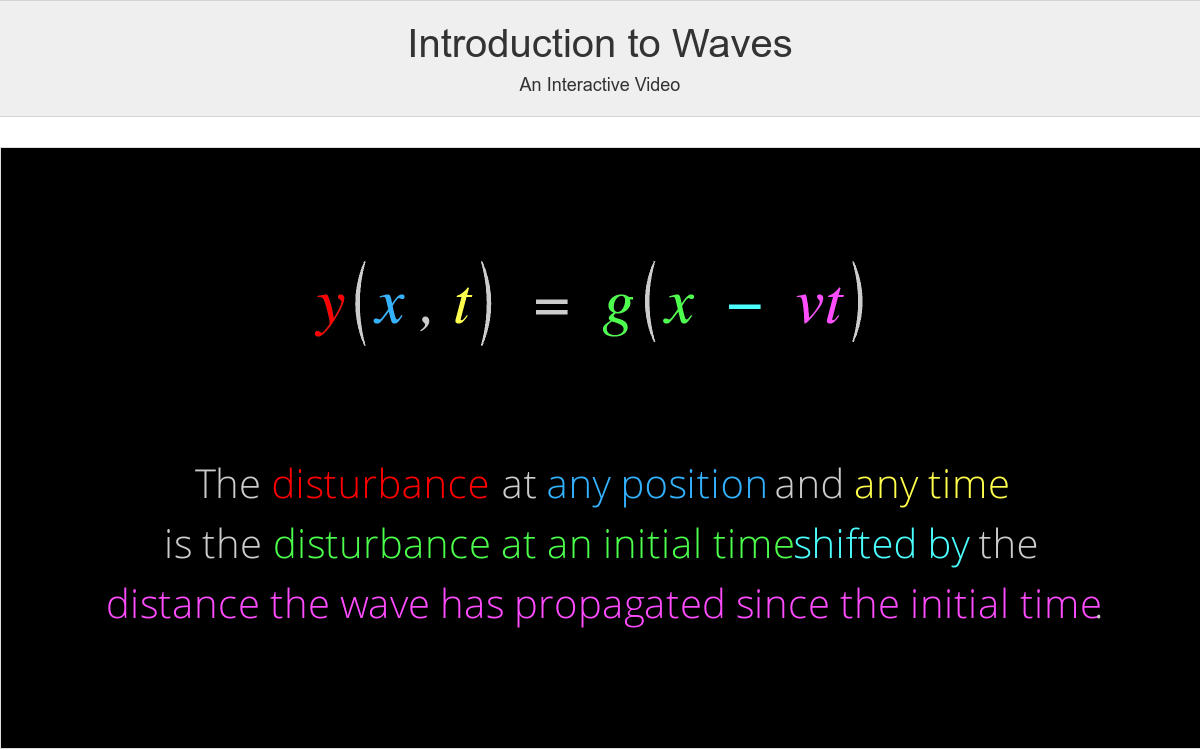 Introduction to Waves
An Interactive Video
y(x, t) = g(x − vt)
The disturbance at any position and any time
is the disturbance at an initial timeshifted by the
distance the wave has propagated since the initial time.